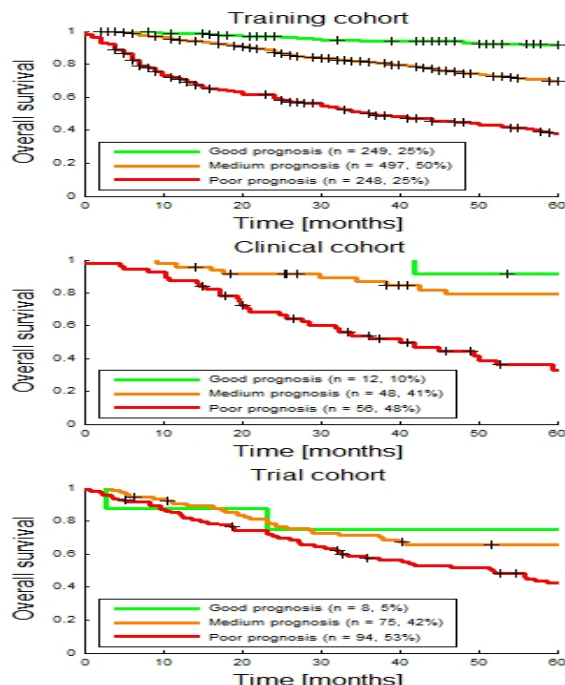 Training cohort
Overall survival
1
0.8
0.6
0.4
0.2
0
Good prognosis (n = 249, 25%)
Medium prognosis (n = 497, 50%)
Poor prognosis (n = 248, 25%)
0 10 20 30 40 50 60
Time [months]
Clinical cohort
Overall survival
1
0.8
0.6
0.4
0.2
0
Good prognosis (n = 12, 10%)
Medium prognosis (n = 48, 41%)
Poor prognosis (n = 56, 48%)
0 10 20 30 40 50 60
Time [months]
Trial cohort
Overall survival
1
0.8
0.6
0.4
0.2
0
Good prognosis (n = 8, 5%)
Medium prognosis (n = 75, 42%)
Poor prognosis (n = 94, 53%)
0 10 20 30 40 50 60
Time [months]